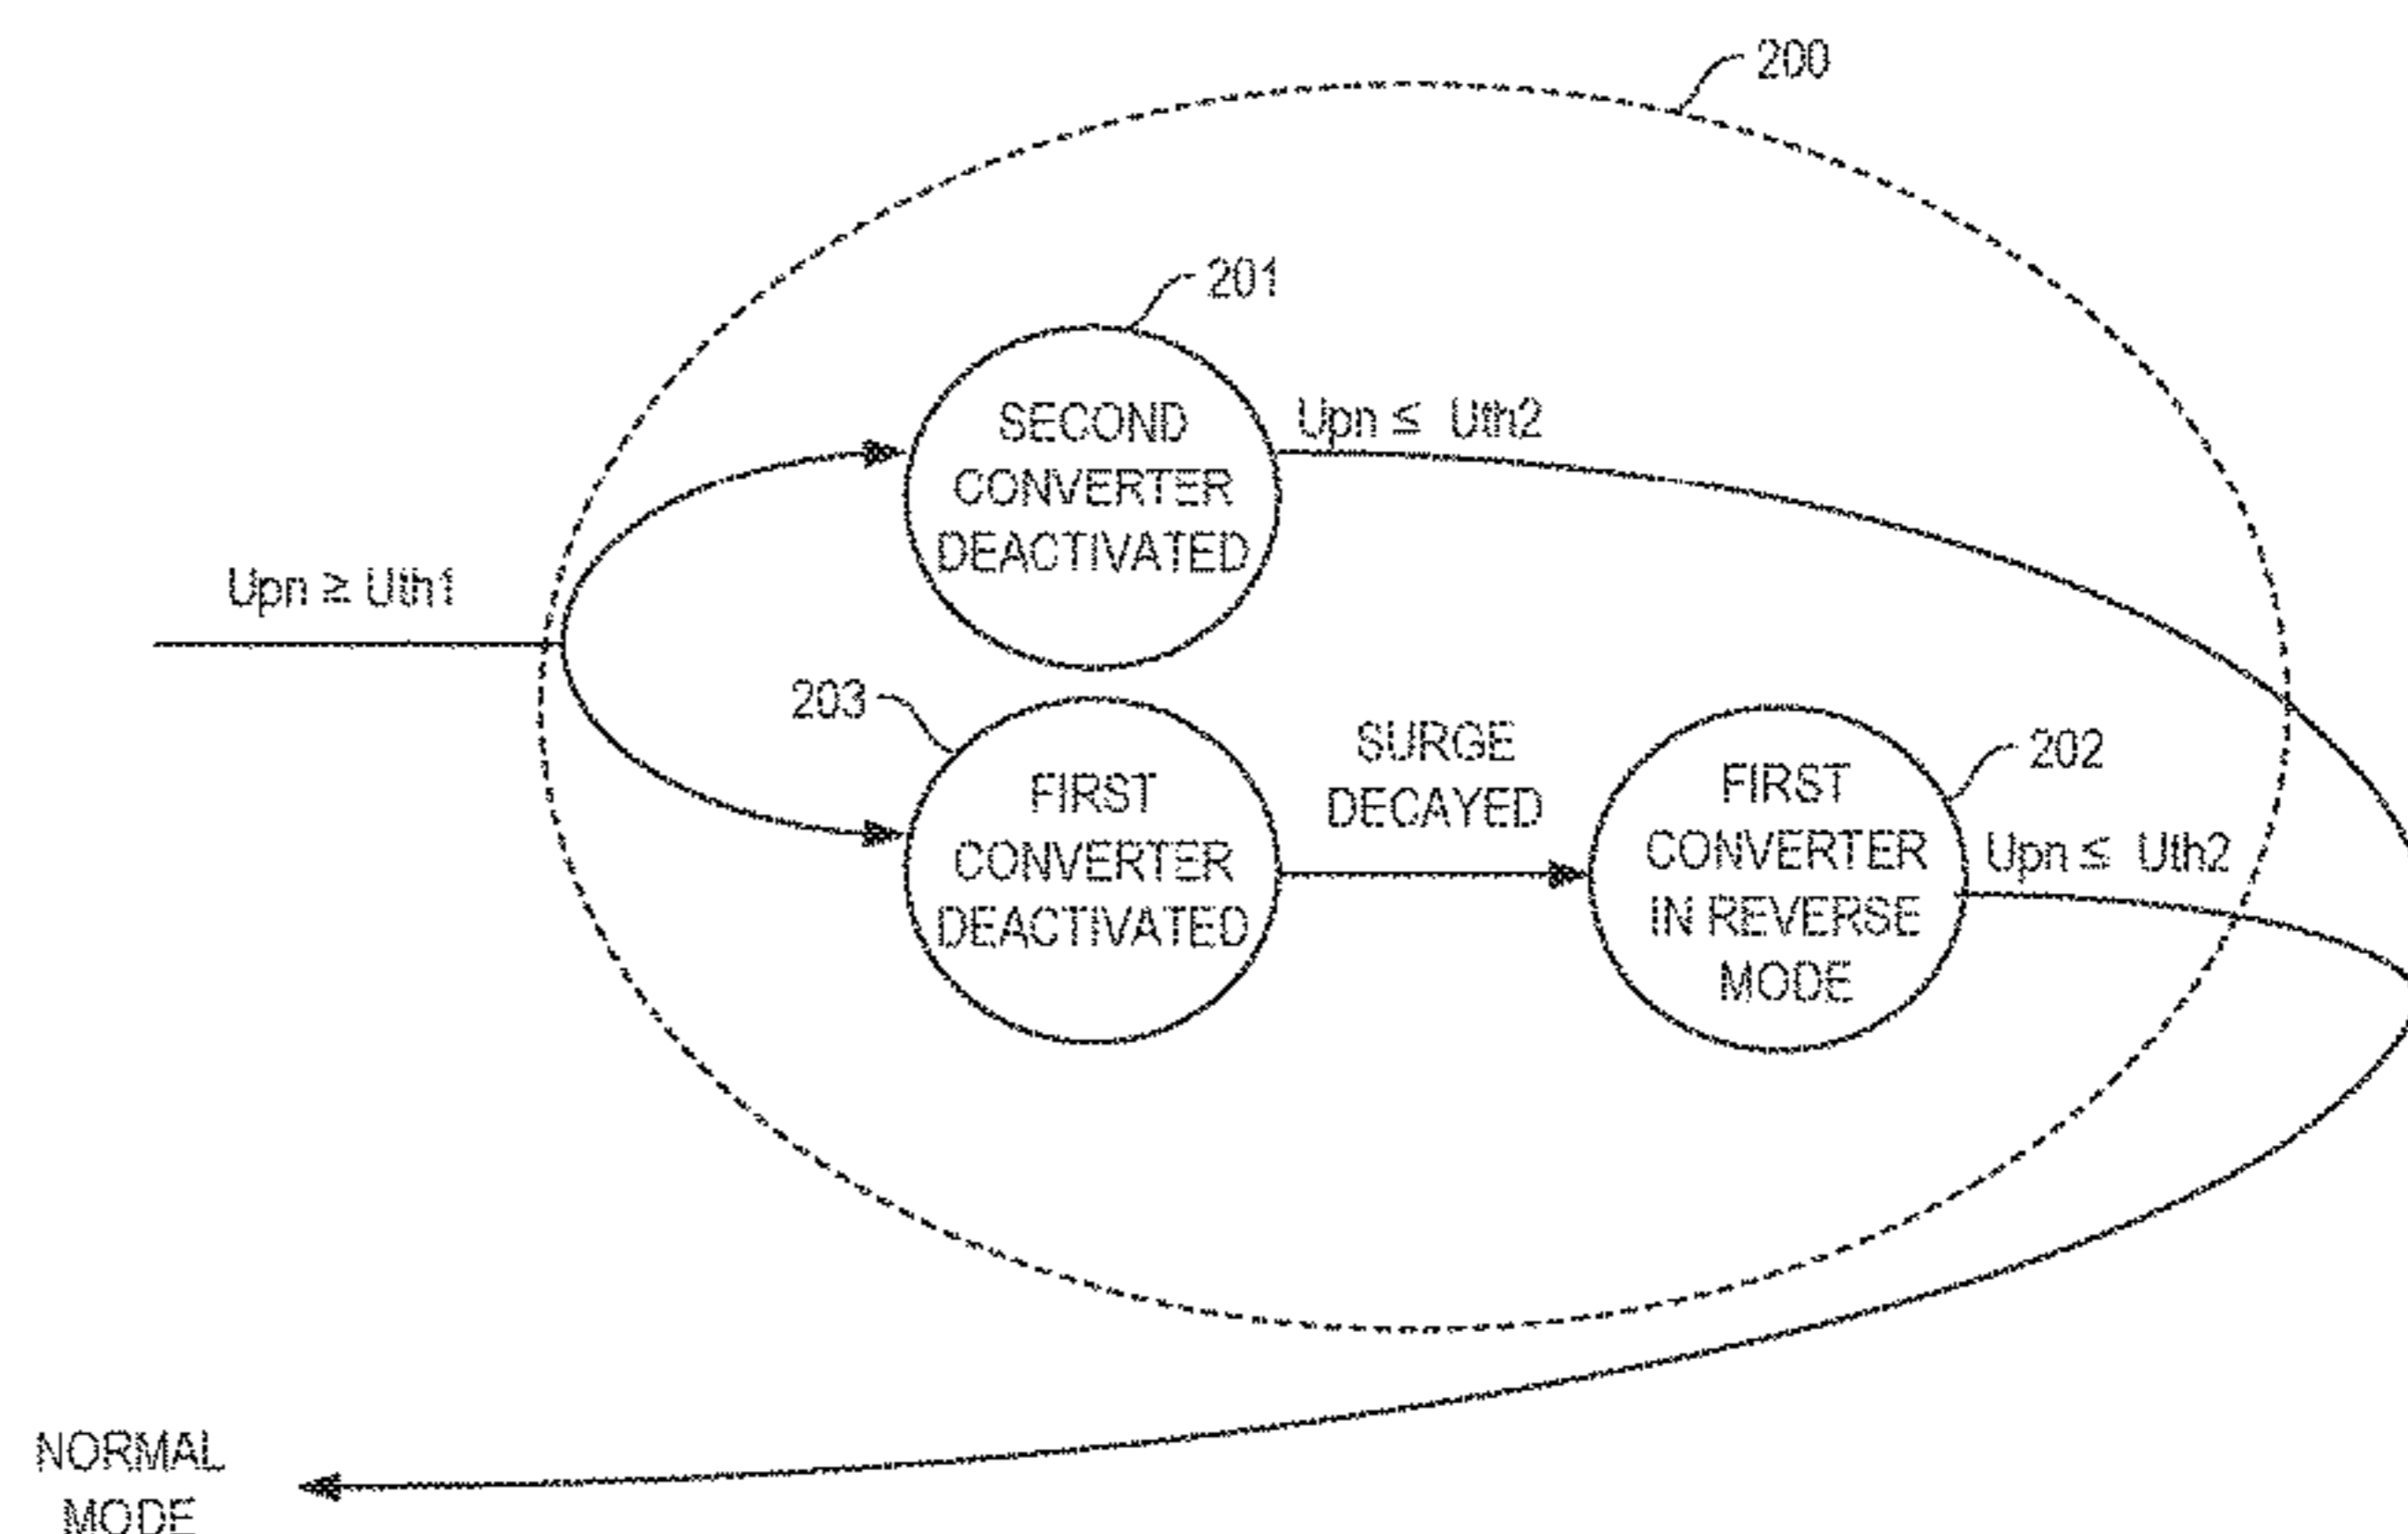 200
201
SECOND
CONVERTER
DEACTIVATED
Upn ≤ Uth2
Upn ≥ Uth1
203
FIRST
CONVERTER
DEACTIVATED
SURGE
DECAYED
202
FIRST
CONVERTER
IN REVERSE
MODE
Upn ≤ Uth2
NORMAL
MODE